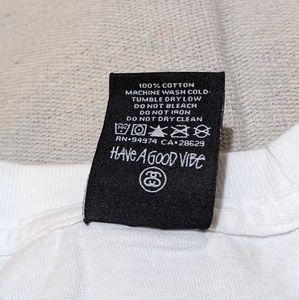 100% COTTON
MACHINE WASH COLD
TUMBLE DRY LOW
DO NOT BLEACH
DO NOT IRON
DO NOT DRY CLEAN
RN•94974 CA•28629
HAVE A GOOD VIBE